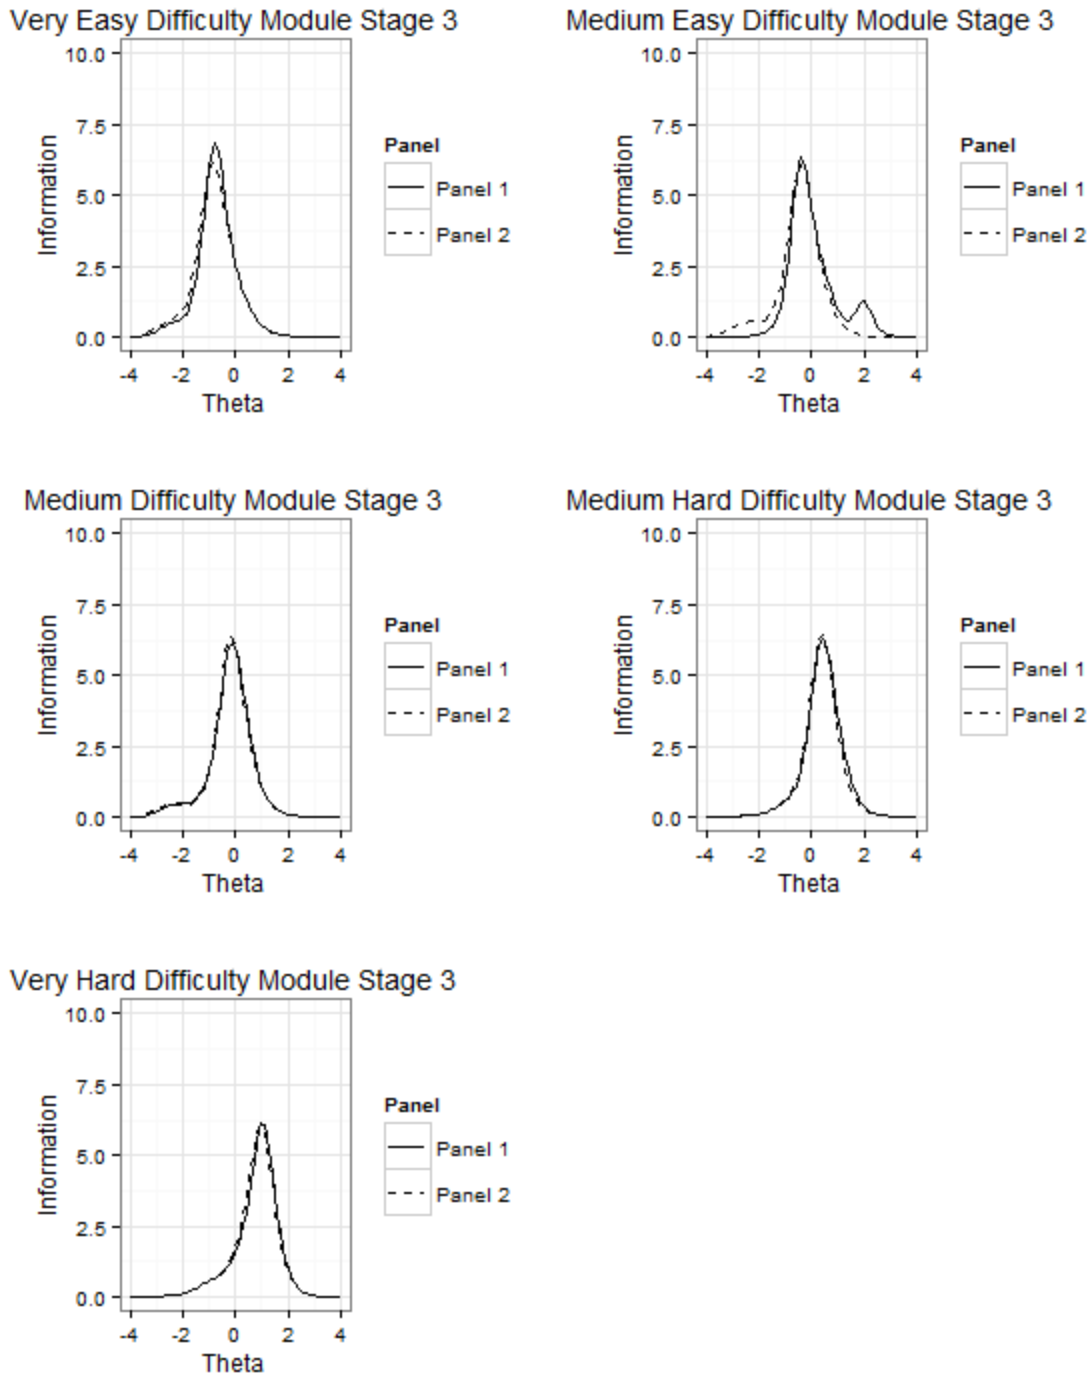 Very Easy Difficulty Module Stage 3
10.0
7.5
5.0
2.5
0.0
Information
-4 -2 0 2 4
Theta
Panel
Panel 1
Panel 2
Medium Easy Difficulty Module Stage 3
10.0
7.5
5.0
2.5
0.0
Information
-4 -2 0 2 4
Theta
Panel
Panel 1
Panel 2
Medium Difficulty Module Stage 3
10.0
7.5
5.0
2.5
0.0
Information
-4 -2 0 2 4
Theta
Panel
Panel 1
Panel 2
Medium Hard Difficulty Module Stage 3
10.0
7.5
5.0
2.5
0.0
Information
-4 -2 0 2 4
Theta
Panel
Panel 1
Panel 2
Very Hard Difficulty Module Stage 3
10.0
7.5
5.0
2.5
0.0
Information
-4 -2 0 2 4
Theta
Panel
Panel 1
Panel 2